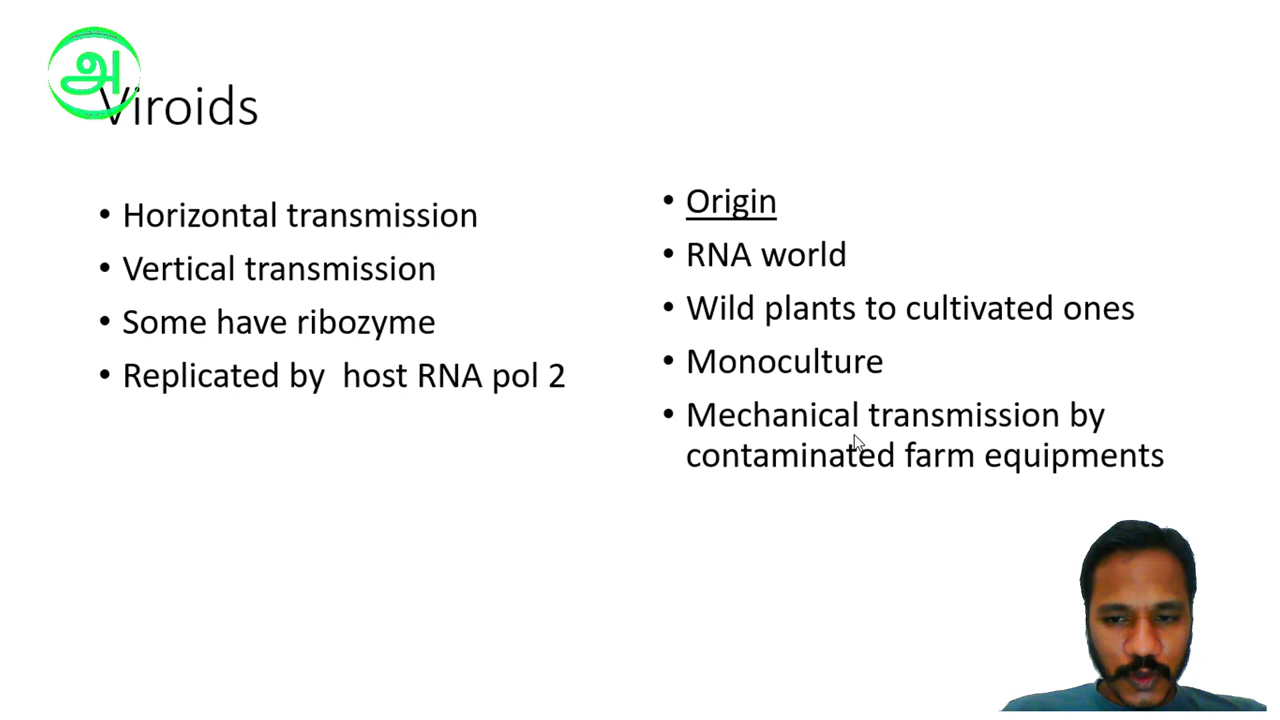 அ
Viroids
• Horizontal transmission
• Vertical transmission
• Some have ribozyme
• Replicated by  host RNA pol 2
• Origin
• RNA world
• Wild plants to cultivated ones
• Monoculture
• Mechanical transmission by
contaminated farm equipments